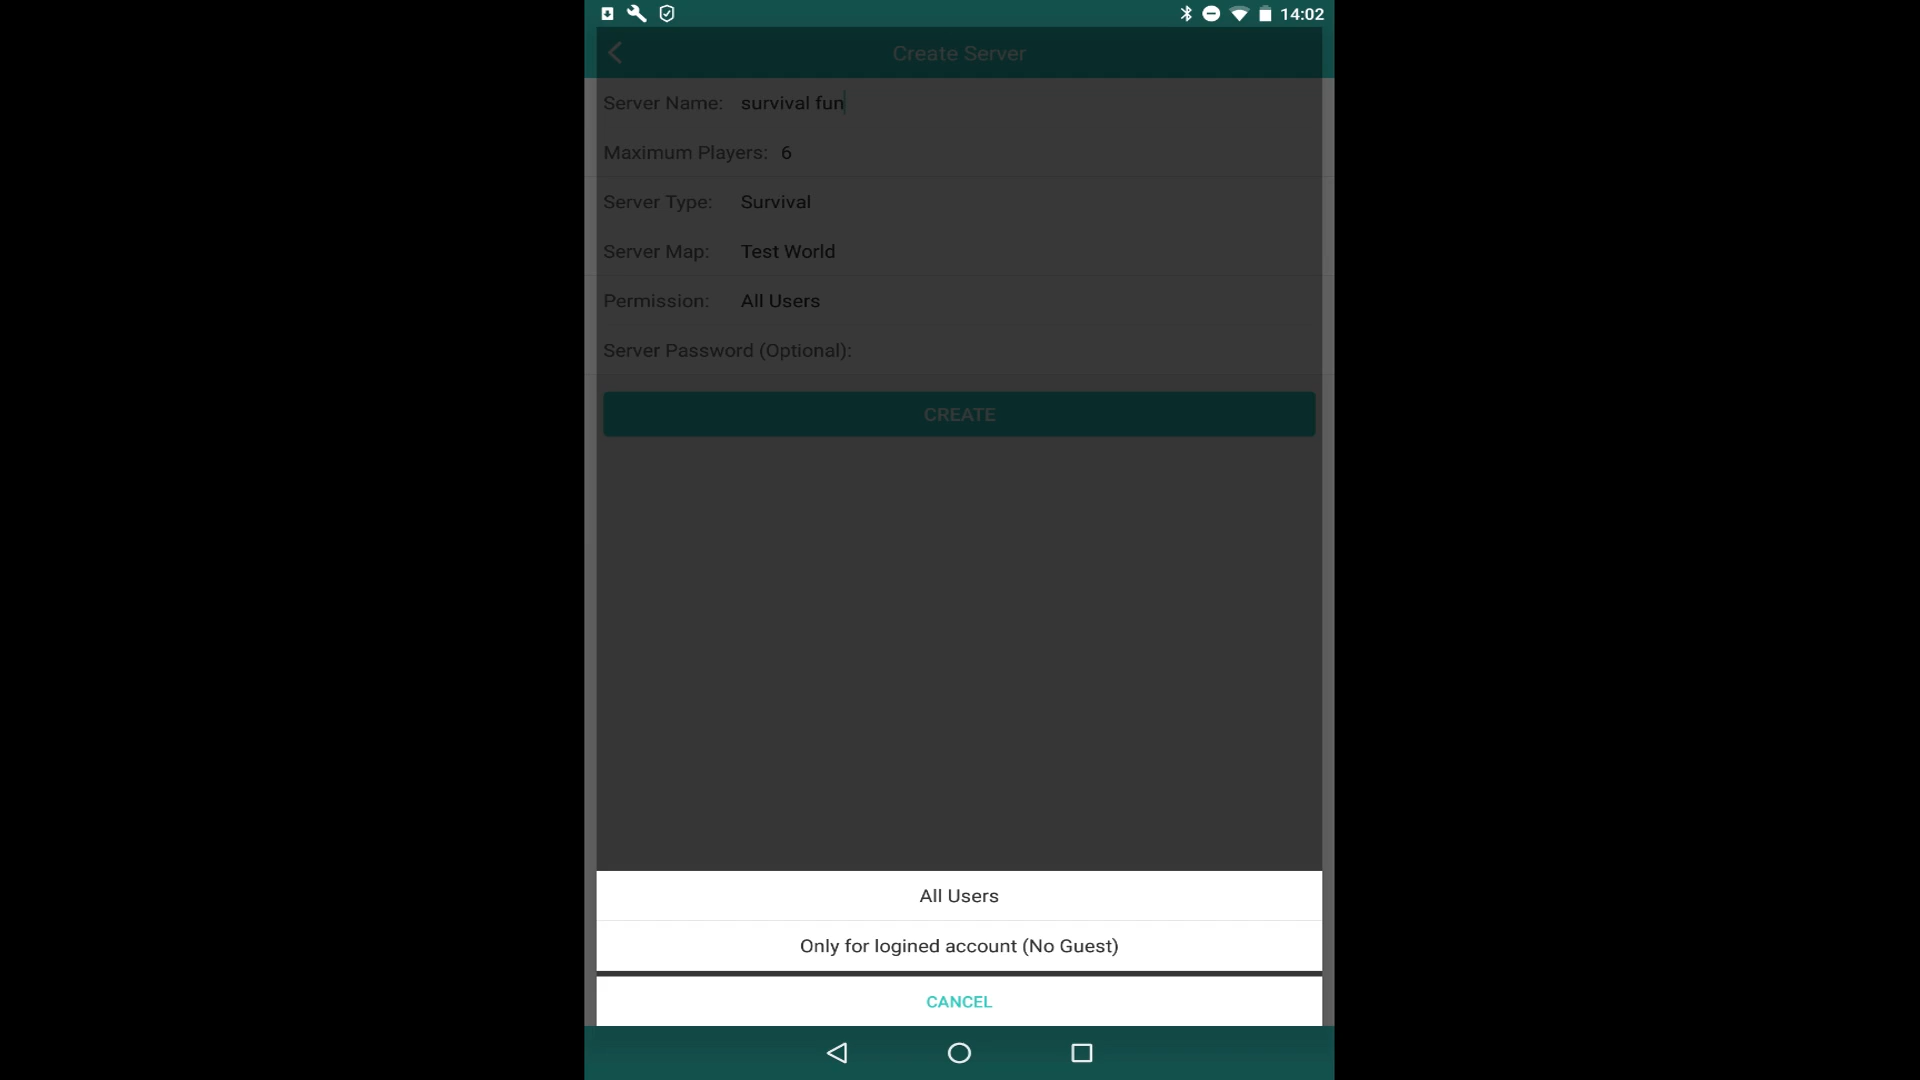 14:02
Create Server
Server Name: survival fun
Maximum Players: 6
Server Type: Survival
Server Map: Test World
Permission: All Users
Server Password (Optional):
CREATE
All Users
Only for logined account (No Guest)
CANCEL